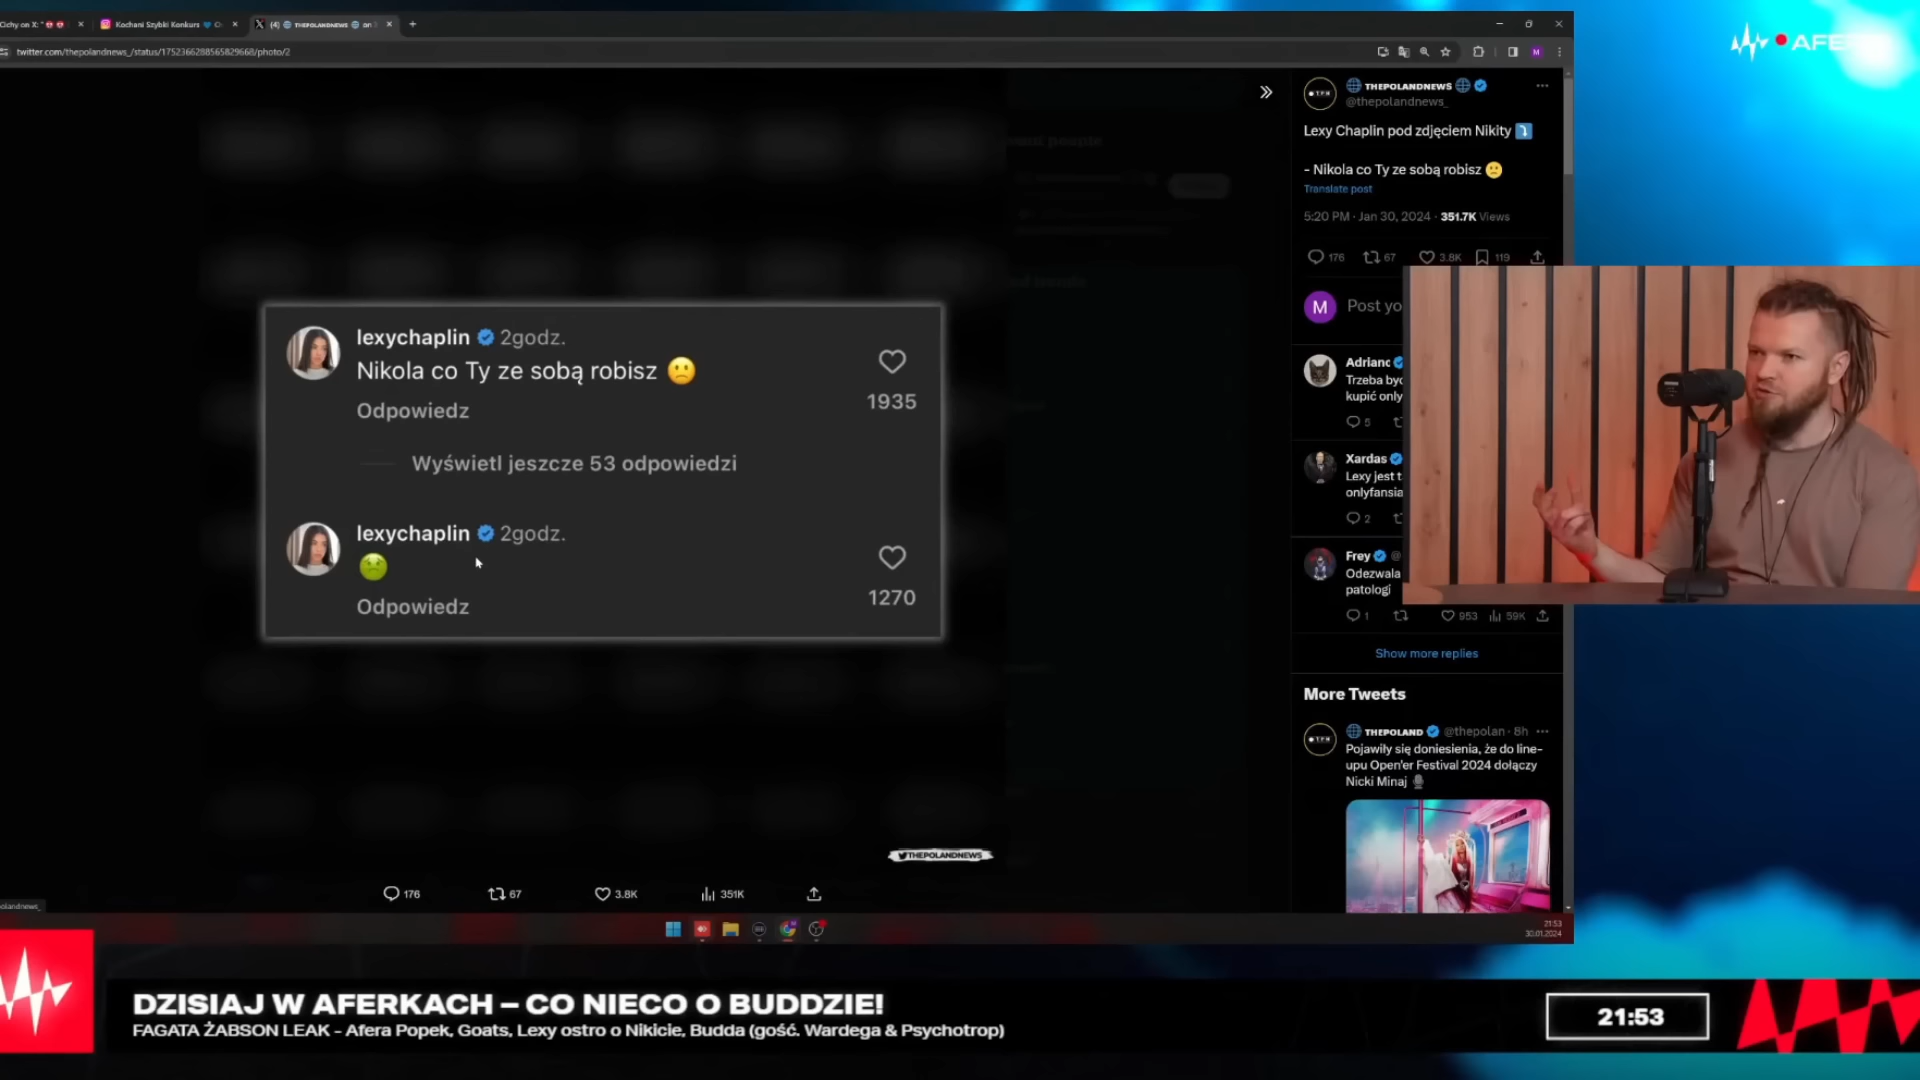 Cichy on X: "
Kochani Szybki Konkurs
(4) THEPOLANDNEWS on
twitter.com/thepolandnews_/status/1752366288565829668/photo/2
M
AFE
THEPOLANDNEWS
@thepolandnews_
Lexy Chaplin pod zdjęciem Nikity ⤵️
- Nikola co Ty ze sobą robisz 🙁
Translate post
5:20 PM · Jan 30, 2024 · 351.7K Views
176 67 3.8K 119
M Post yo
Adrianc
Trzeba byc
kupić only
5
Xardas
Lexy jest t
onlyfansia
2
Frey @
Odezwala
patologi
1 953 59K
Show more replies
More Tweets
THEPOLAND @thepolan · 8h
Pojawiły się doniesienia, że do line-
upu Open'er Festival 2024 dołączy
Nicki Minaj
lexychaplin 2godz.
Nikola co Ty ze sobą robisz 🙁
1935
Odpowiedz
Wyświetl jeszcze 53 odpowiedzi
lexychaplin 2godz.
🤢
1270
Odpowiedz
THEPOLANDNEWS
176 67 3.8K 351K
olandnews_
21:53
30.01.2024
DZISIAJ W AFERKACH – CO NIECO O BUDDZIE!
FAGATA ŻABSON LEAK - Afera Popek, Goats, Lexy ostro o Nikicie, Budda (gość. Wardega & Psychotrop)
21:53